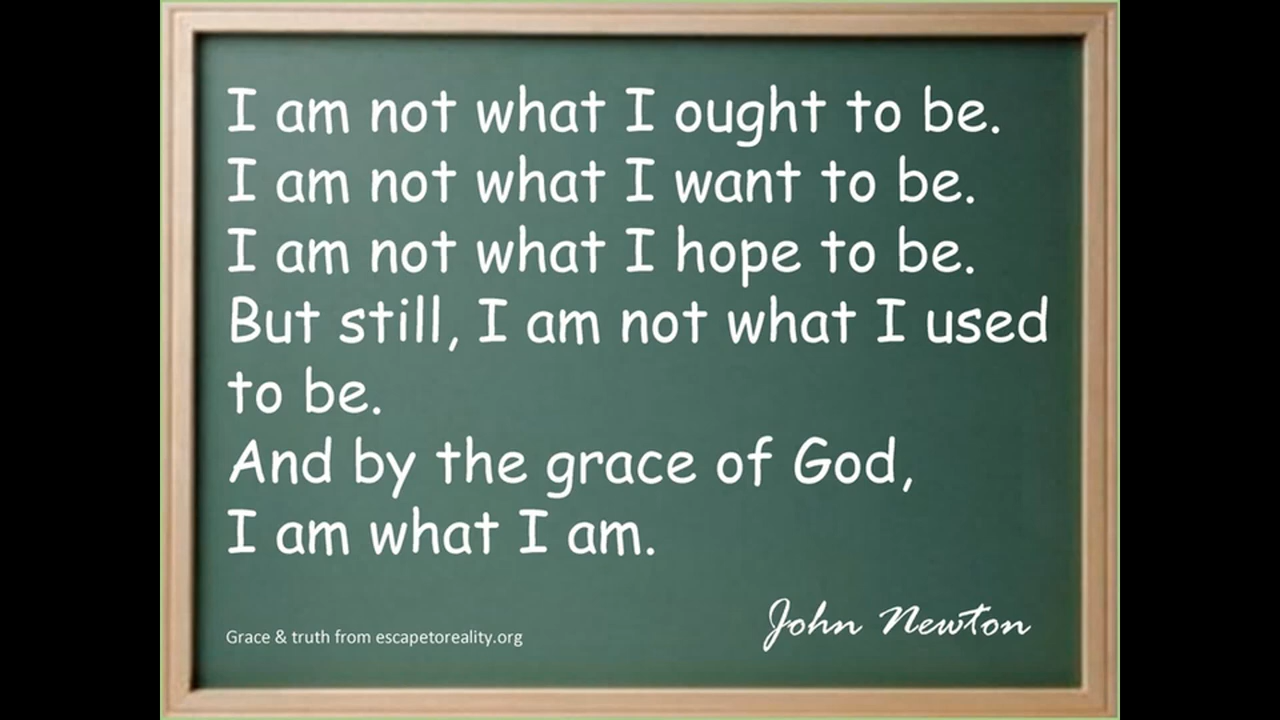 I am not what I ought to be.
I am not what I want to be.
I am not what I hope to be.
But still, I am not what I used
to be.
And by the grace of God,
I am what I am.
John Newton
Grace & truth from escapetoreality.org